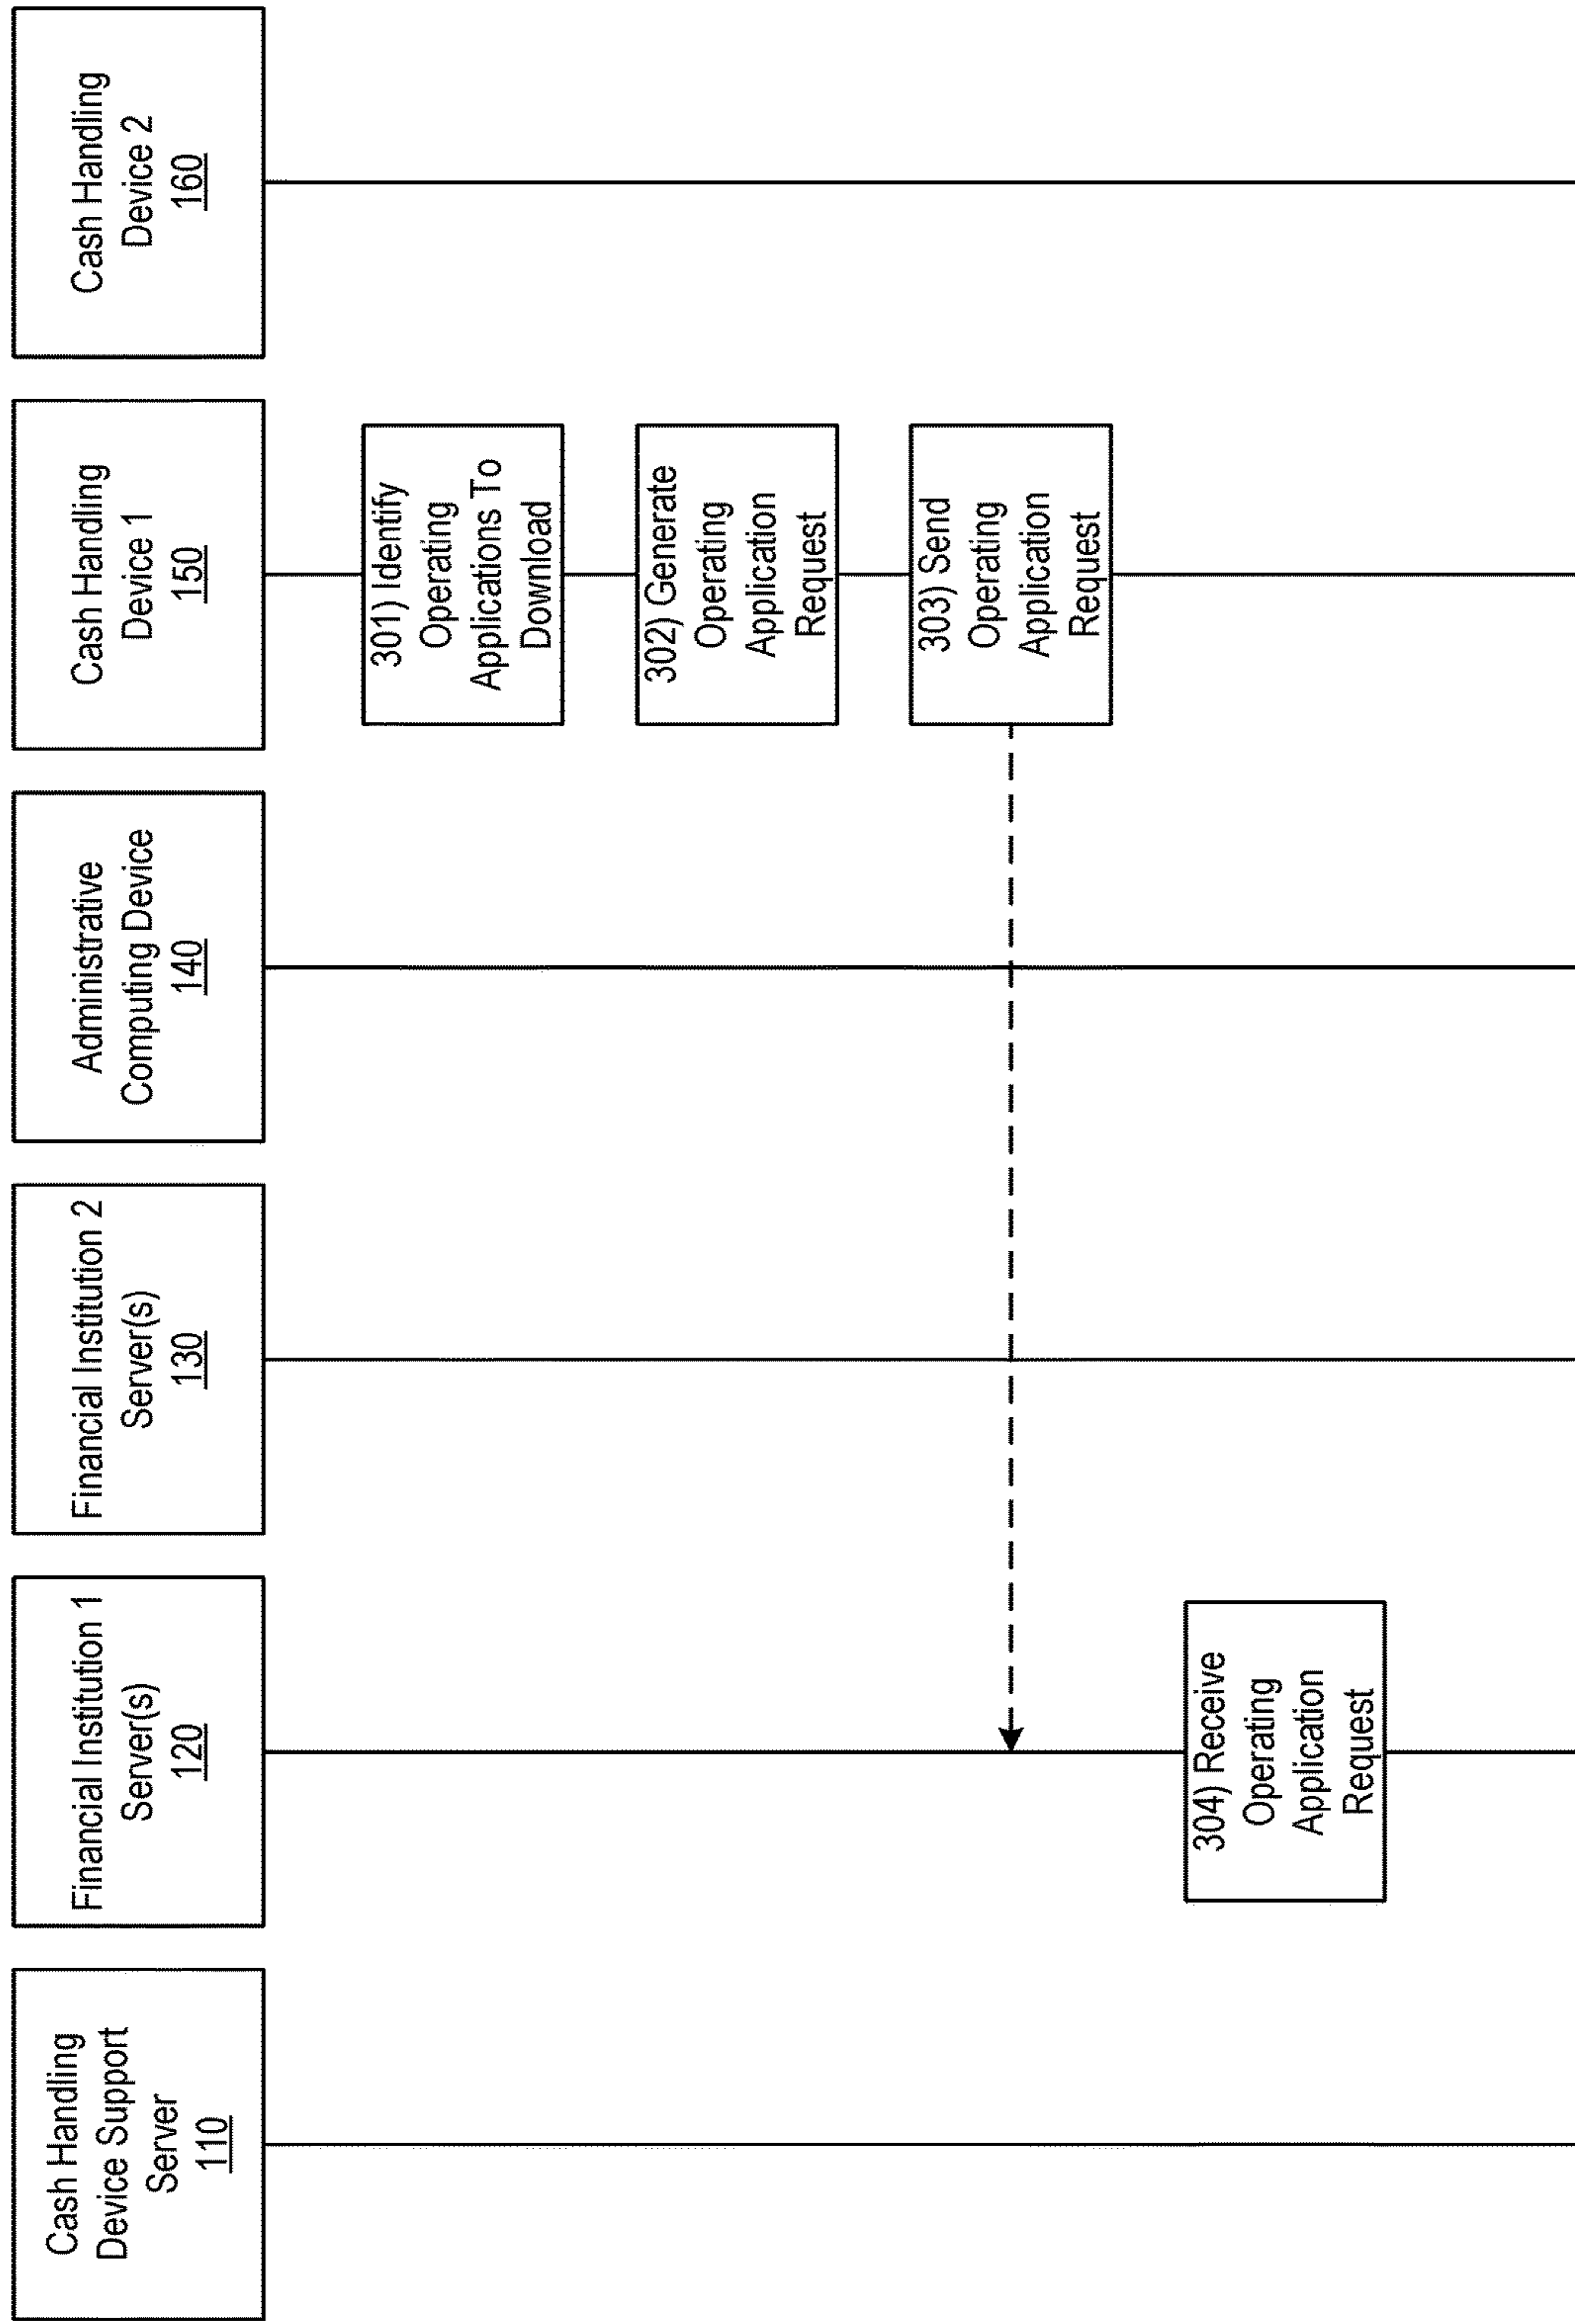 Cash Handling
Device Support
Server
110
Financial Institution 1
Server(s)
120
Financial Institution 2
Server(s)
130
Administrative
Computing Device
140
Cash Handling
Device 1
150
Cash Handling
Device 2
160
301) Identify
Operating
Applications To
Download
302) Generate
Operating
Application
Request
303) Send
Operating
Application
Request
304) Receive
Operating
Application
Request